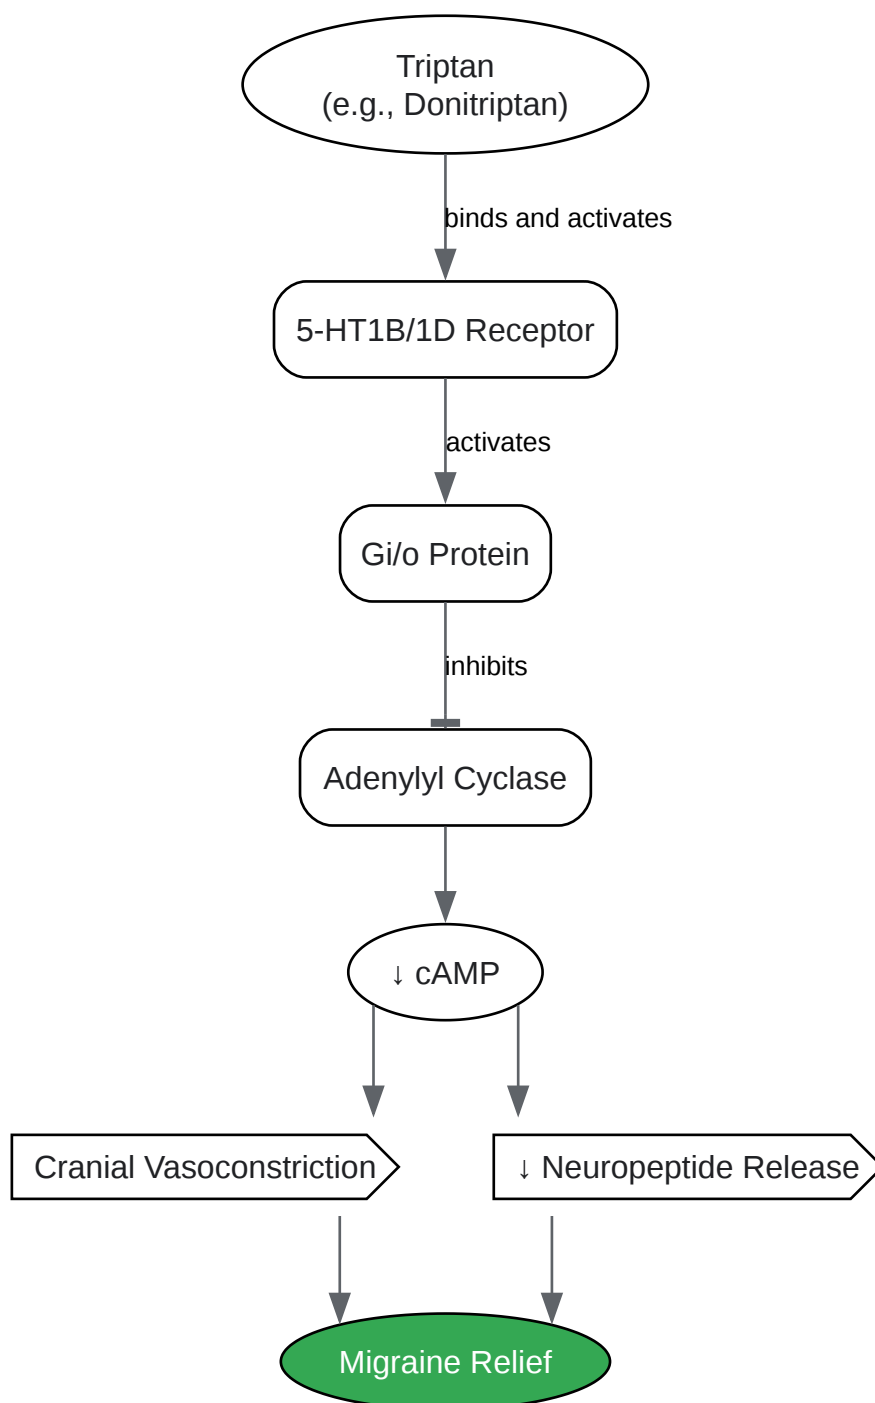 Triptan
(e.g., Donitriptan)
binds and activates
5-HT1B/1D Receptor
activates
Gi/o Protein
inhibits
Adenylyl Cyclase
↓ cAMP
Cranial Vasoconstriction
↓ Neuropeptide Release
Migraine Relief